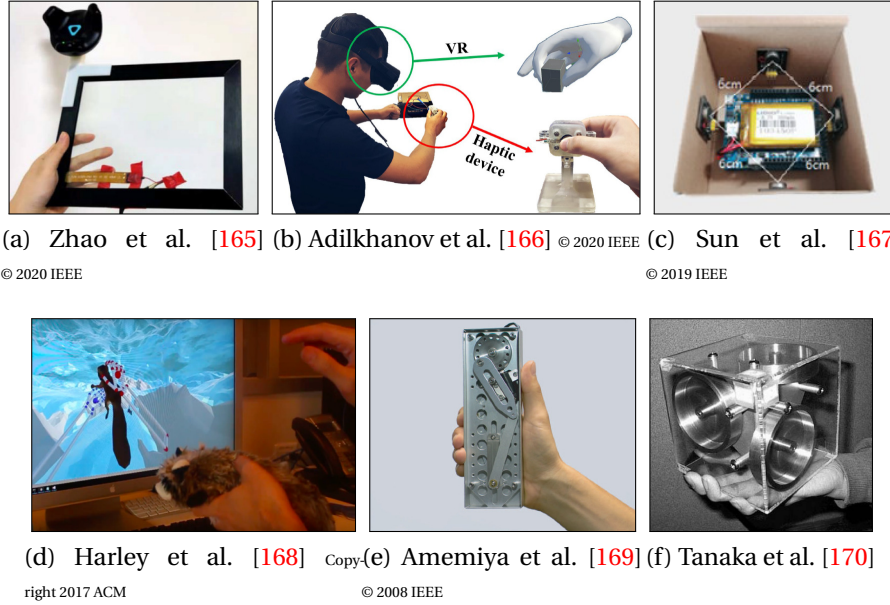 VR
Haptic
device
6cm
6cm
6cm
6cm
(a) Zhao et al. [165]
© 2020 IEEE
(b) Adilkhanov et al. [166] © 2020 IEEE
(c) Sun et al. [167
© 2019 IEEE
(d) Harley et al. [168] Copy-
right 2017 ACM
(e) Amemiya et al. [169]
© 2008 IEEE
(f) Tanaka et al. [170]